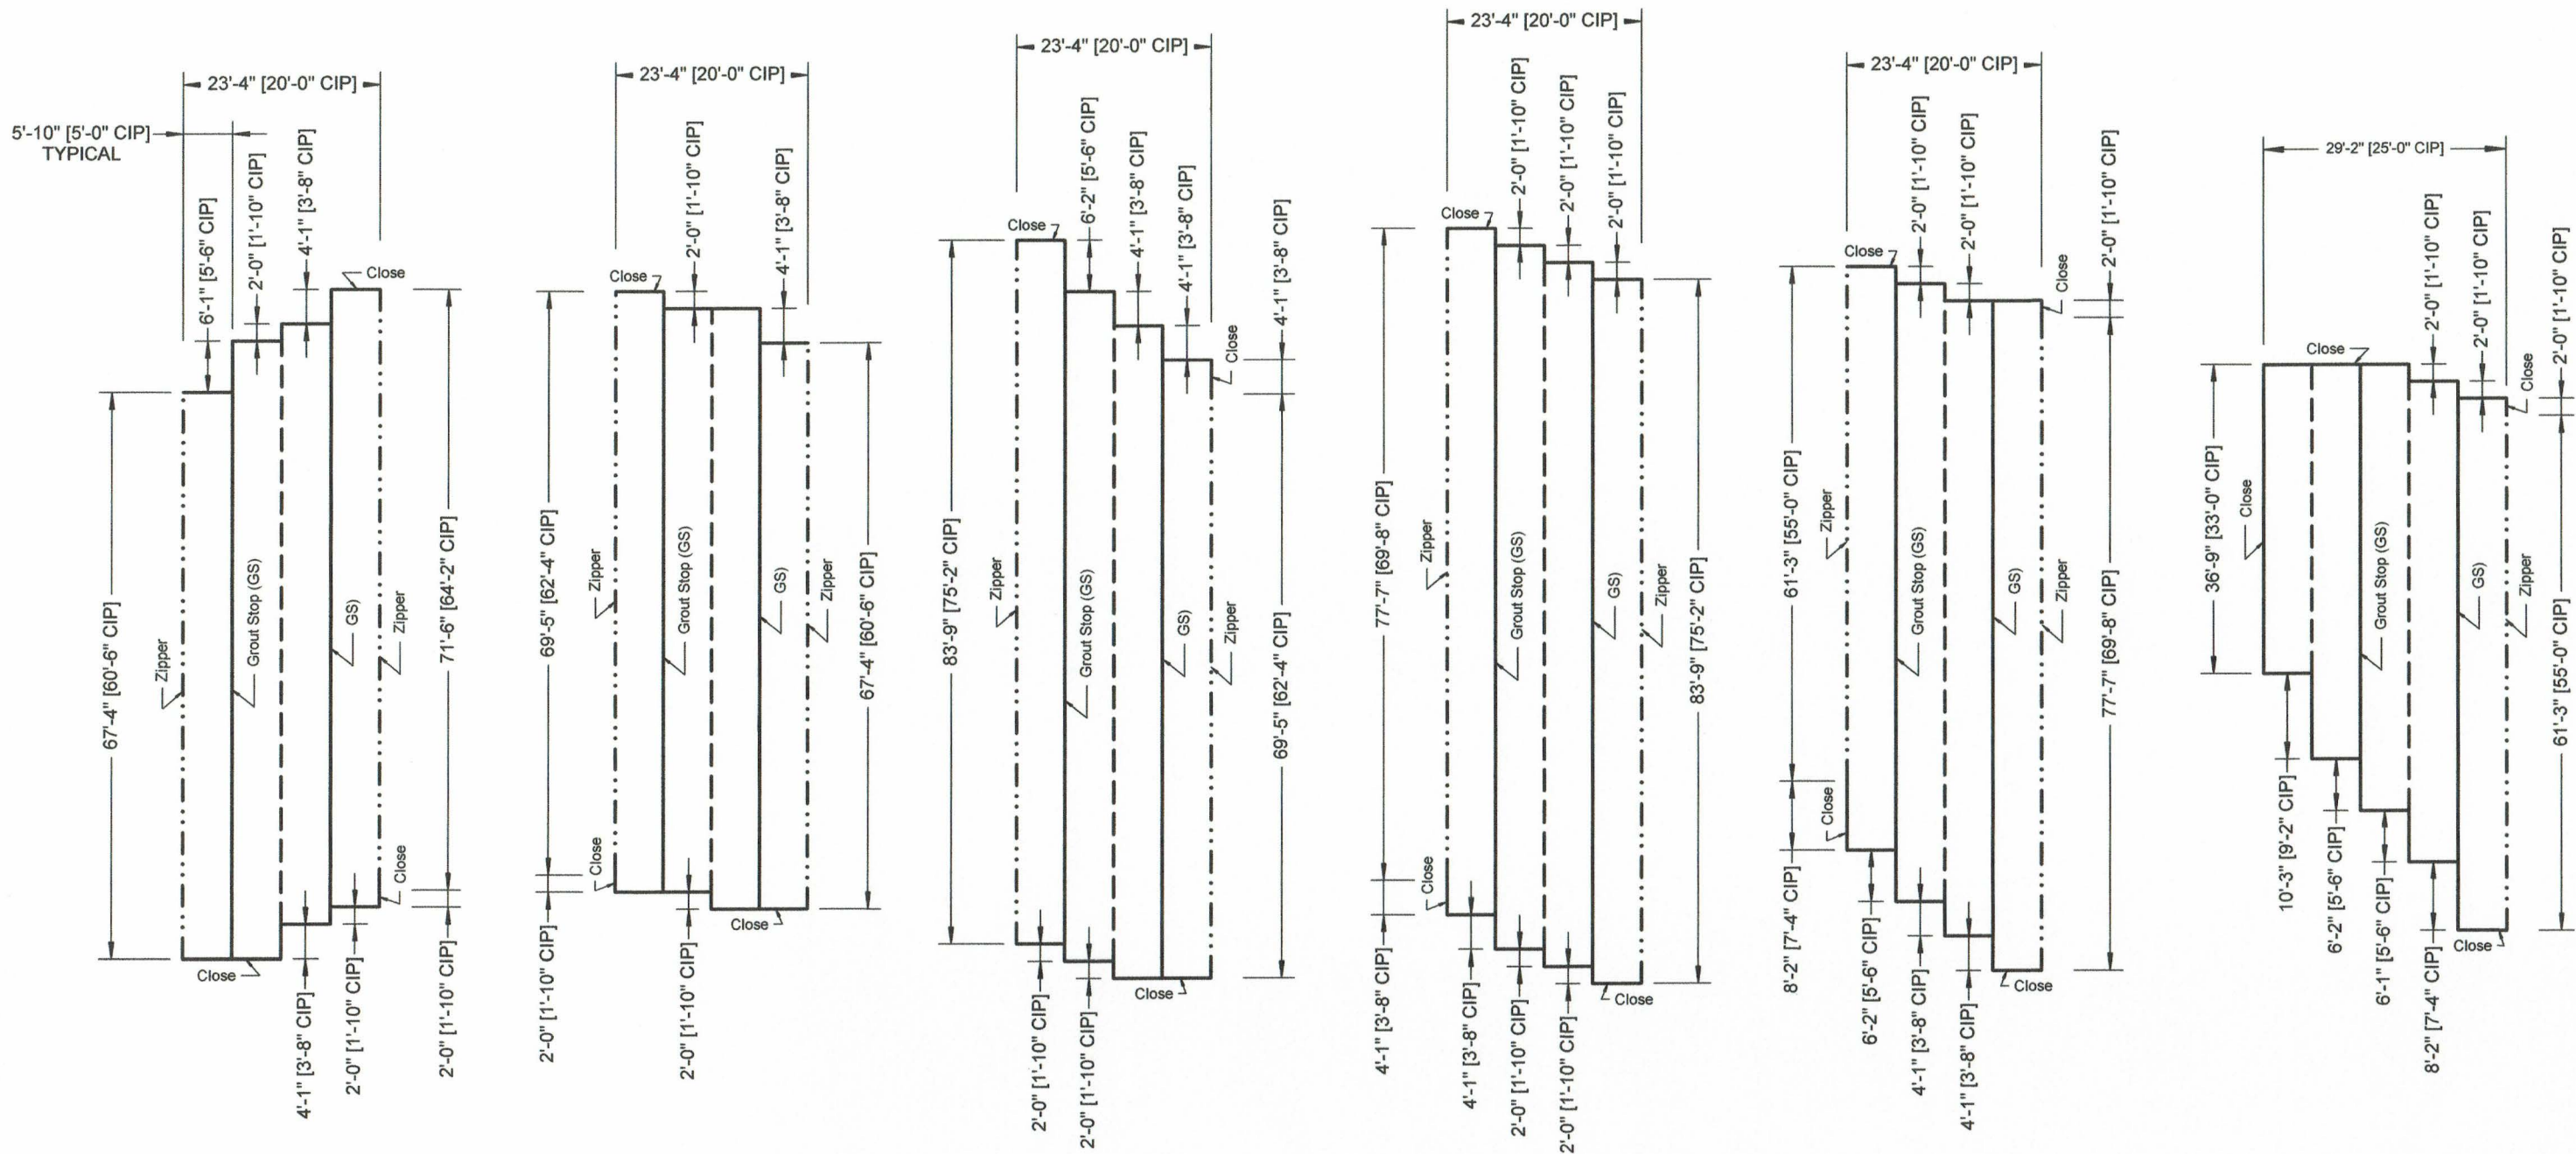 23'-4" [20'-0" CIP]
5'-10" [5'-0" CIP]
TYPICAL
6'-1" [5'-6" CIP]
2'-0" [1'-10" CIP]
4'-1" [3'-8" CIP]
Close
67'-4" [60'-6" CIP]
Zipper
Grout Stop (GS)
GS)
Zipper
71'-6" [64'-2" CIP]
Close
Close
4'-1" [3'-8" CIP]
2'-0" [1'-10" CIP]
2'-0" [1'-10" CIP]
23'-4" [20'-0" CIP]
2'-0" [1'-10" CIP]
4'-1" [3'-8" CIP]
Close
69'-5" [62'-4" CIP]
Zipper
Grout Stop (GS)
GS)
Zipper
67'-4" [60'-6" CIP]
Close
Close
2'-0" [1'-10" CIP]
2'-0" [1'-10" CIP]
23'-4" [20'-0" CIP]
6'-2" [5'-6" CIP]
4'-1" [3'-8" CIP]
4'-1" [3'-8" CIP]
4'-1" [3'-8" CIP]
Close
Close
83'-9" [75'-2" CIP]
Zipper
Grout Stop (GS)
GS)
Zipper
69'-5" [62'-4" CIP]
Close
2'-0" [1'-10" CIP]
2'-0" [1'-10" CIP]
23'-4" [20'-0" CIP]
2'-0" [1'-10" CIP]
2'-0" [1'-10" CIP]
2'-0" [1'-10" CIP]
Close
77'-7" [69'-8" CIP]
Zipper
Grout Stop (GS)
GS)
Zipper
83'-9" [75'-2" CIP]
Close
Close
4'-1" [3'-8" CIP]
4'-1" [3'-8" CIP]
2'-0" [1'-10" CIP]
2'-0" [1'-10" CIP]
23'-4" [20'-0" CIP]
2'-0" [1'-10" CIP]
2'-0" [1'-10" CIP]
2'-0" [1'-10" CIP]
Close
Close
61'-3" [55'-0" CIP]
Zipper
Grout Stop (GS)
GS)
Zipper
77'-7" [69'-8" CIP]
Close
Close
8'-2" [7'-4" CIP]
6'-2" [5'-6" CIP]
4'-1" [3'-8" CIP]
4'-1" [3'-8" CIP]
29'-2" [25'-0" CIP]
2'-0" [1'-10" CIP]
2'-0" [1'-10" CIP]
2'-0" [1'-10" CIP]
Close
Close
36'-9" [33'-0" CIP]
Close
Grout Stop (GS)
GS)
Zipper
61'-3" [55'-0" CIP]
10'-3" [9'-2" CIP]
6'-2" [5'-6" CIP]
6'-1" [5'-6" CIP]
8'-2" [7'-4" CIP]
Close